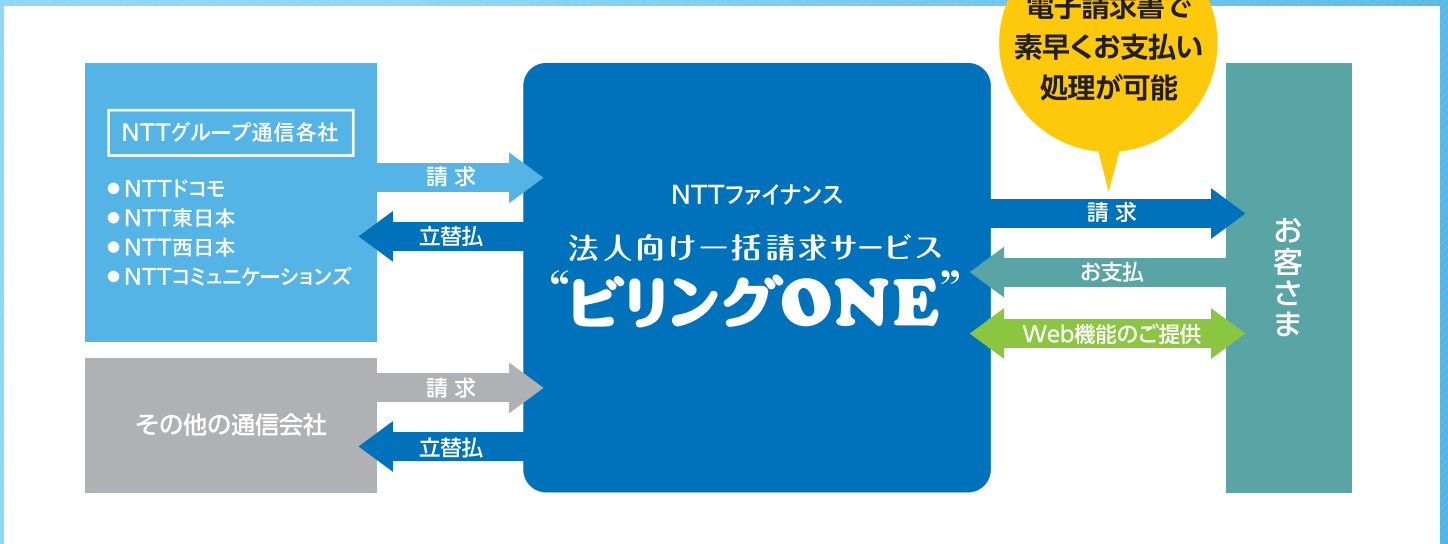 電子請求書で
素早くお支払い
処理が可能
NTTグループ通信各社
●NTTドコモ
●NTT東日本
●NTT西日本
●NTTコミュニケーションズ
請求
立替払
その他の通信会社
請求
立替払
NTTファイナンス
法人向け一括請求サービス
“ビリングONE”
請求
お支払
Web機能のご提供
お客さま